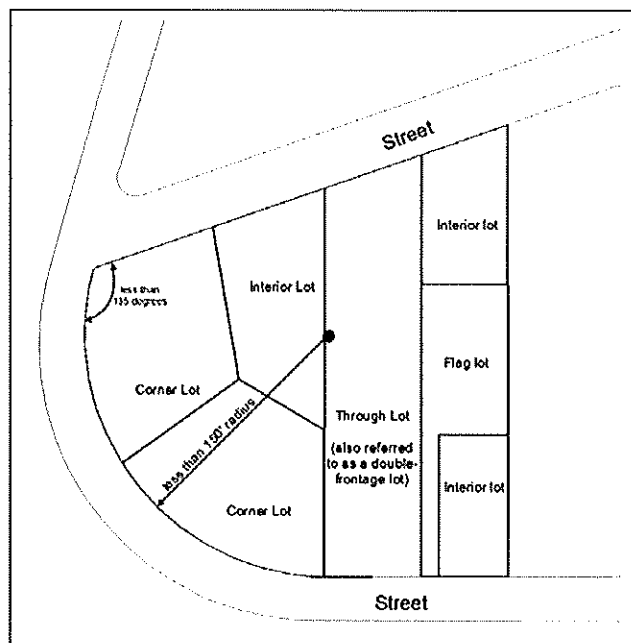 Street
Interior lot
Interior Lot
less than
135 degrees
Flag lot
Corner Lot
less than 150' radius
Through Lot
(also referred
to as a double-
frontage lot)
Interior lot
Corner Lot
Street